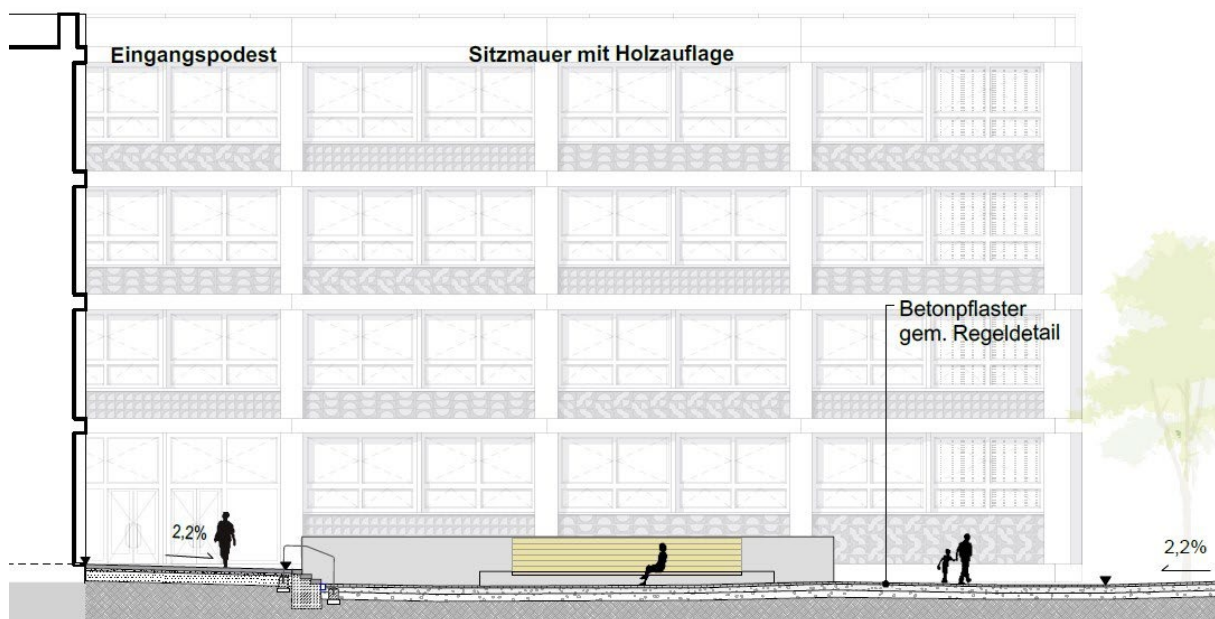 Eingangspodest
Sitzmauer mit Holzauflage
Betonpflaster
gem. Regeldetail
2,2%
2,2%